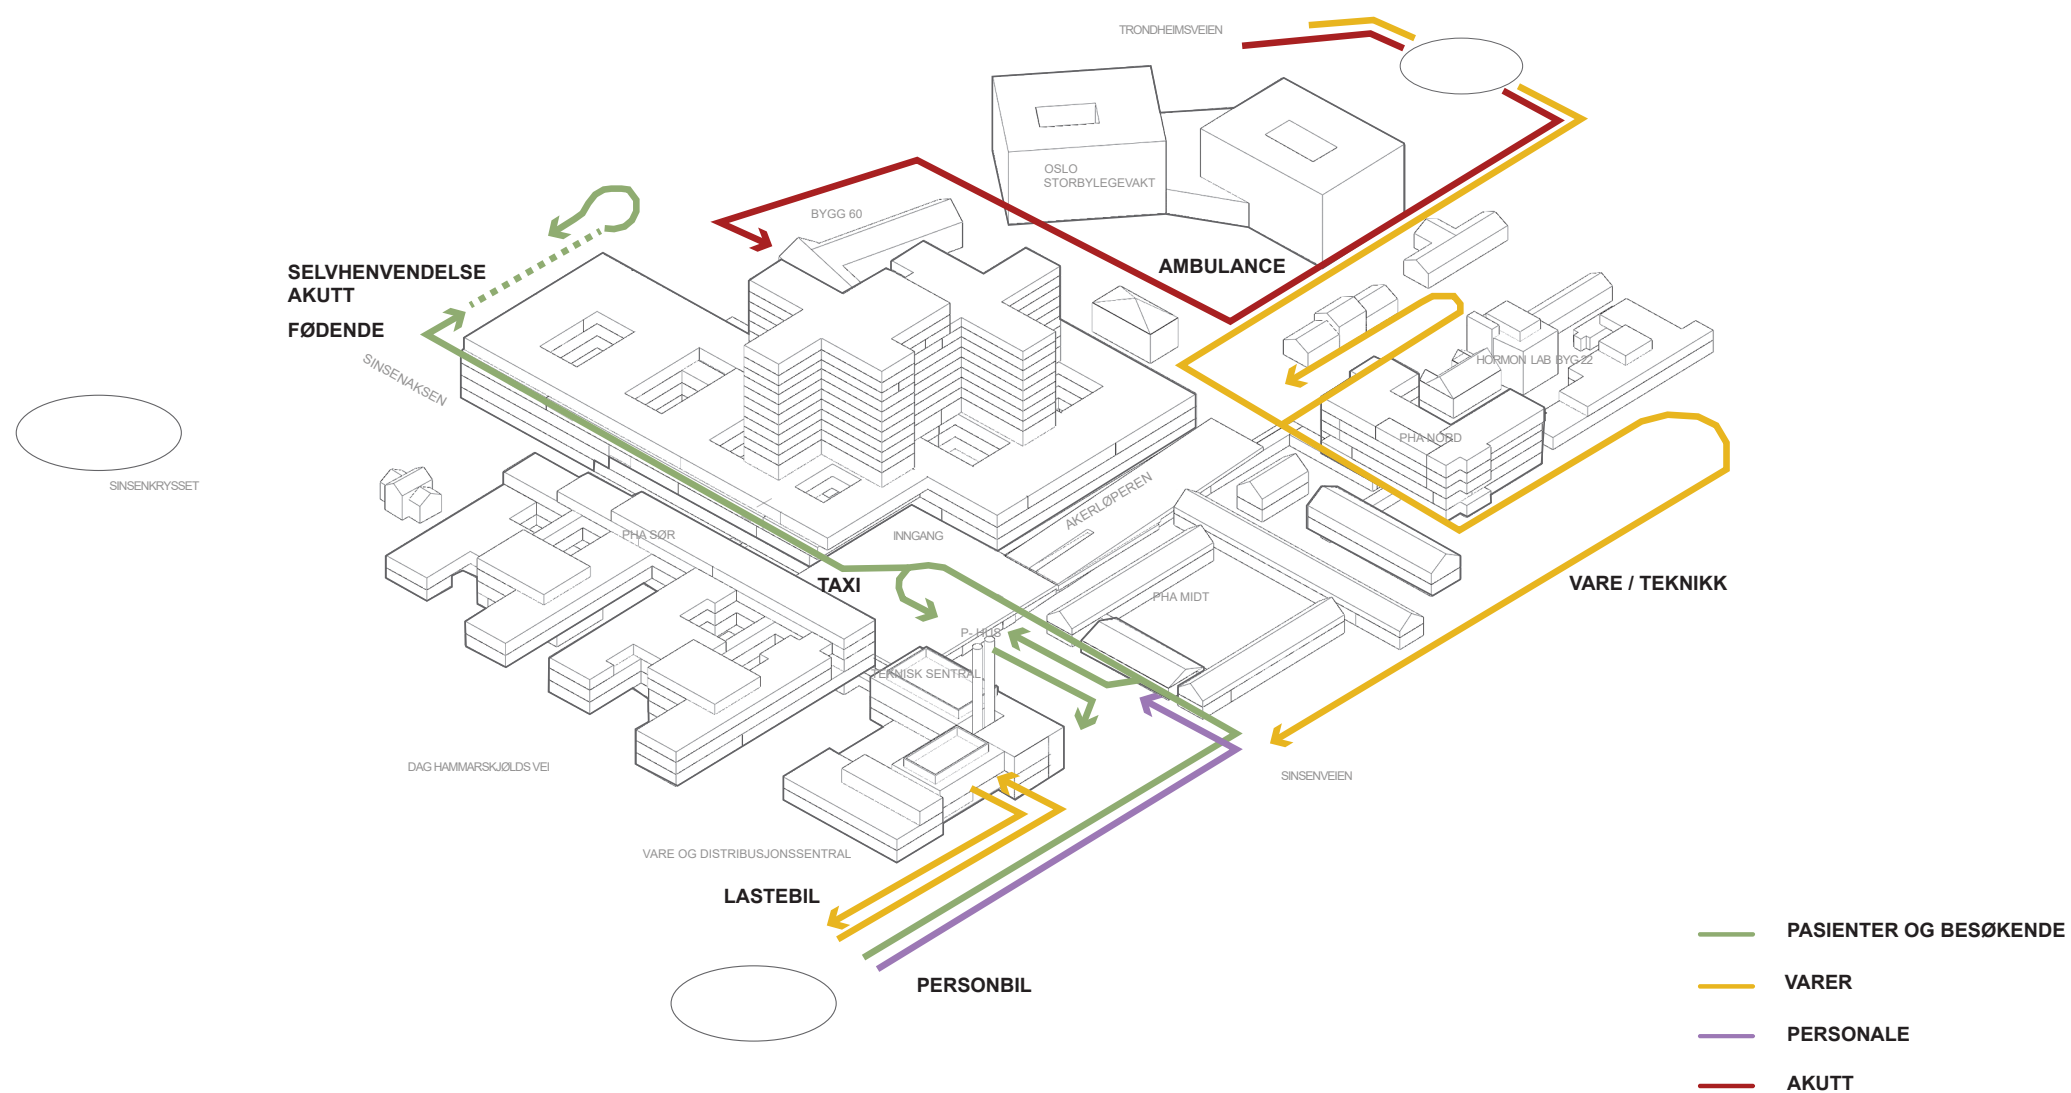 TRONDHEIMSVEIEN
OSLO
STORBYLEGEVAKT
BYGG 60
AMBULANCE
SELVHENVENDELSE
AKUTT
FØDENDE
SINSENAKSEN
HORMON LAB BYG 22
PHA NORD
SINSENKRYSSET
AKERLØPEREN
PHA SØR
INNGANG
TAXI
VARE / TEKNIKK
PHA MIDT
P- HUS
TEKNISK SENTRAL
DAG HAMMARSKJØLDS VEI
SINSENVEIEN
VARE OG DISTRIBUSJONSSENTRAL
LASTEBIL
PERSONBIL
PASIENTER OG BESØKENDE
VARER
PERSONALE
AKUTT